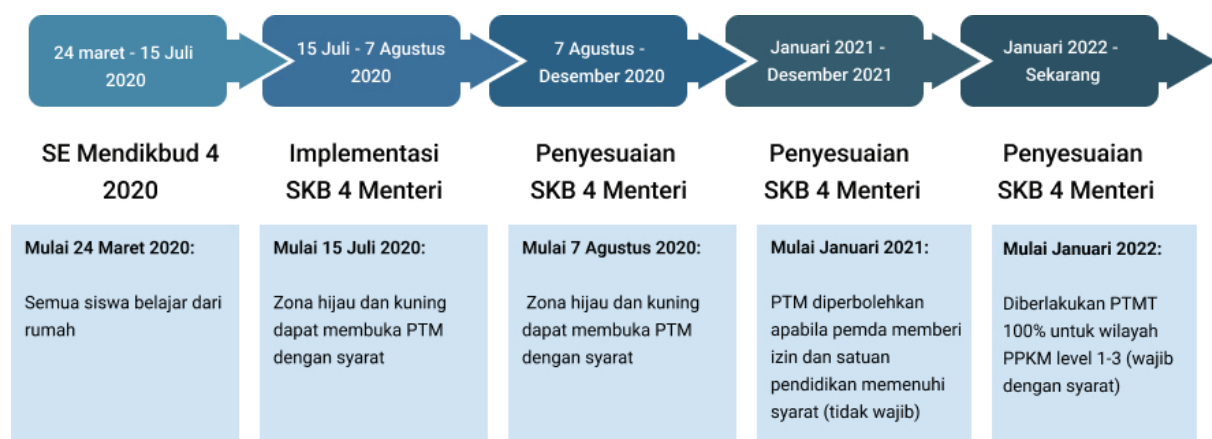 24 maret - 15 Juli
2020
15 Juli - 7 Agustus
2020
7 Agustus -
Desember 2020
Januari 2021 -
Desember 2021
Januari 2022 -
Sekarang
SE Mendikbud 4
2020
Implementasi
SKB 4 Menteri
Penyesuaian
SKB 4 Menteri
Penyesuaian
SKB 4 Menteri
Penyesuaian
SKB 4 Menteri
Mulai 24 Maret 2020:
Semua siswa belajar dari
rumah
Mulai 15 Juli 2020:
Zona hijau dan kuning
dapat membuka PTM
dengan syarat
Mulai 7 Agustus 2020:
Zona hijau dan kuning
dapat membuka PTM
dengan syarat
Mulai Januari 2021:
PTM diperbolehkan
apabila pemda memberi
izin dan satuan
pendidikan memenuhi
syarat (tidak wajib)
Mulai Januari 2022:
Diberlakukan PTMT
100% untuk wilayah
PPKM level 1-3 (wajib
dengan syarat)